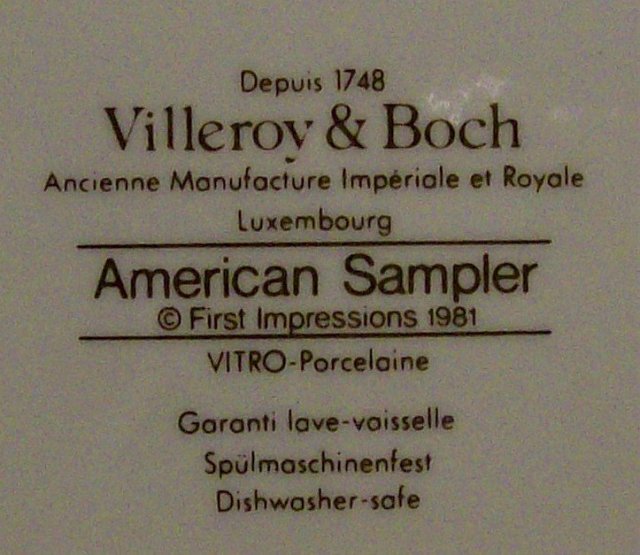 Depuis 1748
Villeroy & Boch
Ancienne Manufacture Impériale et Royale
Luxembourg
American Sampler
© First Impressions 1981
VITRO-Porcelaine
Garanti lave-vaisselle
Spülmaschinenfest
Dishwasher-safe